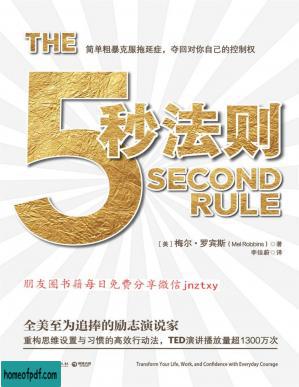 THE
简单粗暴克服拖延症，夺回对你自己的控制权
5秒法则
SECOND
RULE
[美] 梅尔·罗宾斯（Mel Robbins）著
李佳蔚 译
朋友圈书籍每日免费分享微信jnztxy
全美至为追捧的励志演说家
重构思维设置与习惯的高效行动法，TED演讲播放量超1300万次
Transform Your Life, Work, and Confidence with Everyday Courage
homeofpdf.com